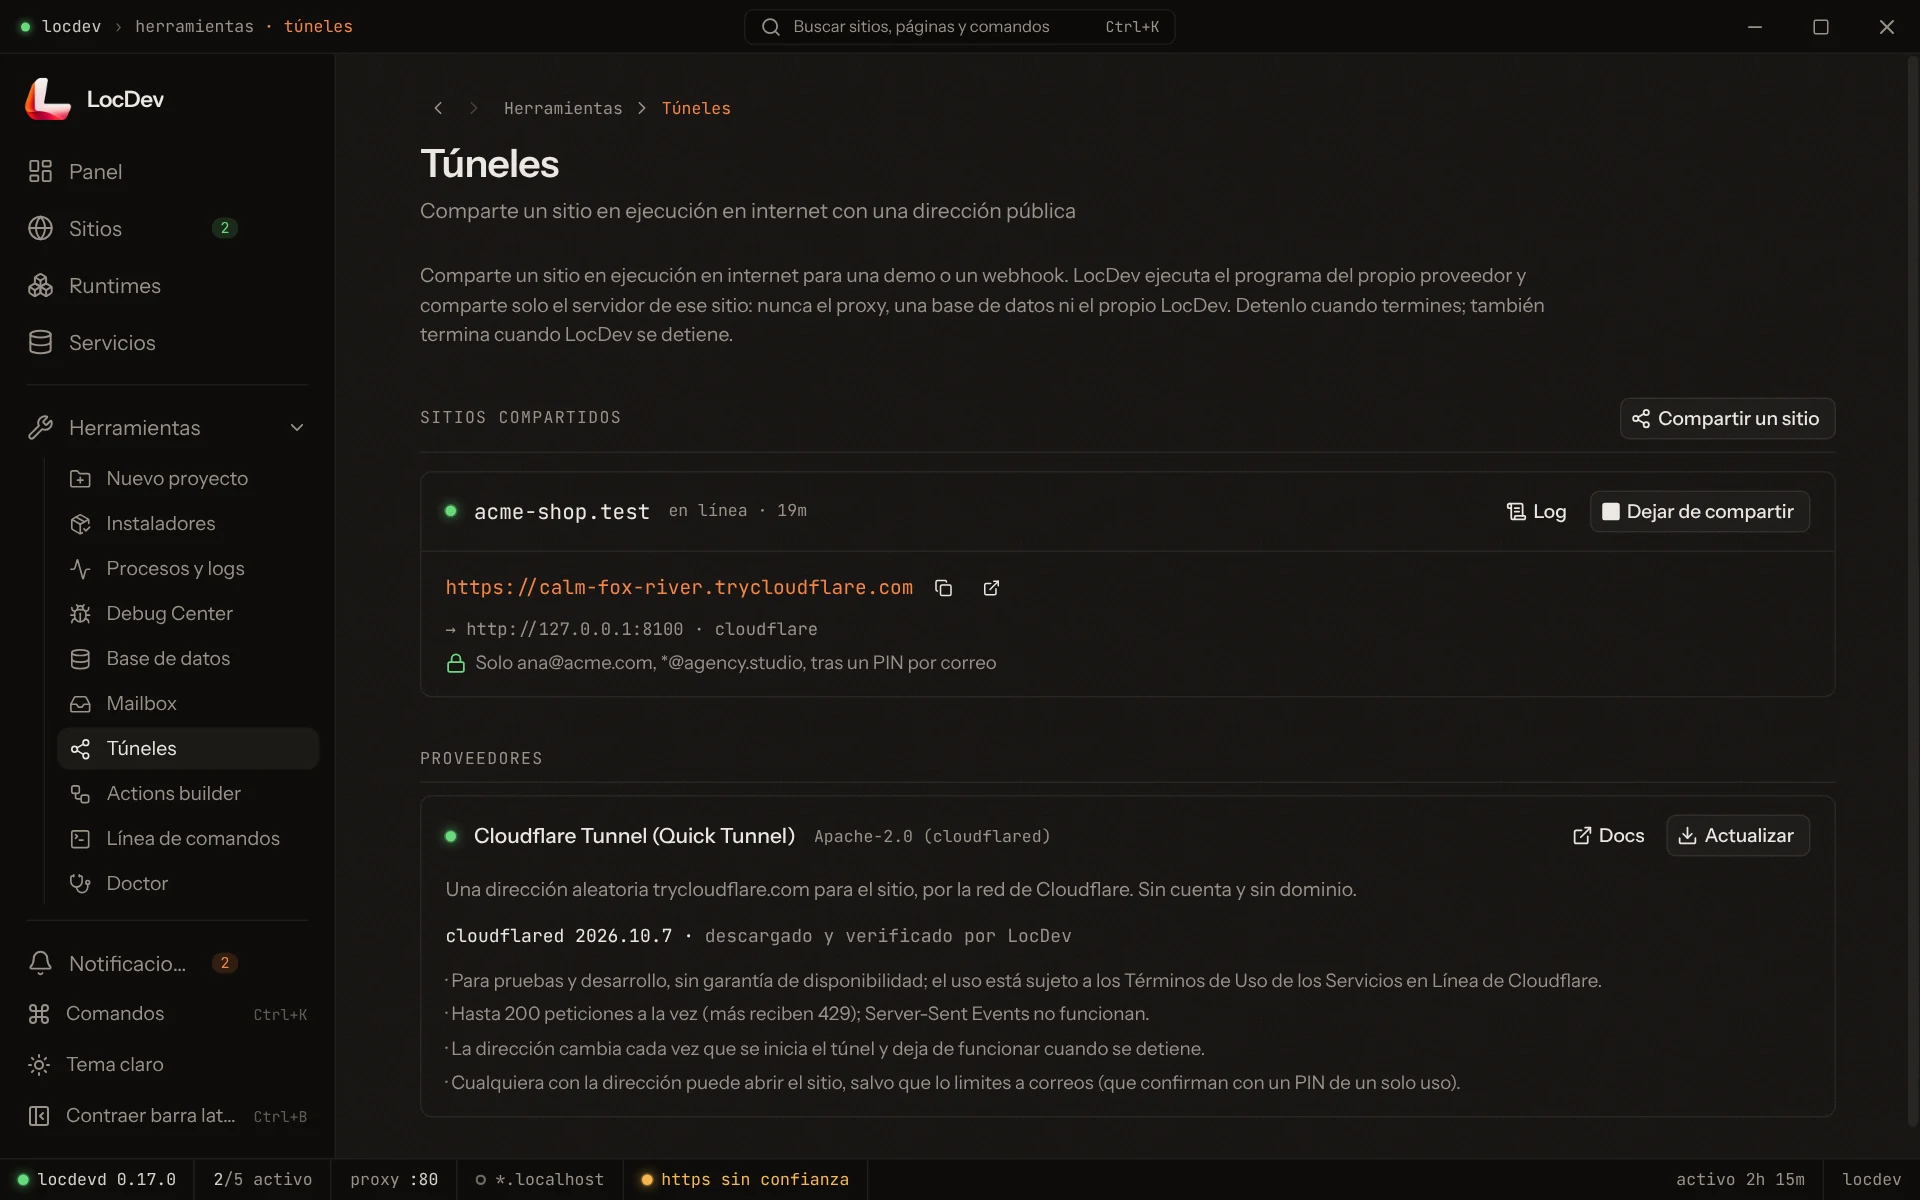 locdev › herramientas · túneles
Buscar sitios, páginas y comandos Ctrl+K
LocDev
Panel
Sitios 2
Runtimes
Servicios
Herramientas
Nuevo proyecto
Instaladores
Procesos y logs
Debug Center
Base de datos
Mailbox
Túneles
Actions builder
Línea de comandos
Doctor
Notificacio... 2
Comandos Ctrl+K
Tema claro
Contraer barra lat... Ctrl+B
Herramientas > Túneles
Túneles
Comparte un sitio en ejecución en internet con una dirección pública
Comparte un sitio en ejecución en internet para una demo o un webhook. LocDev ejecuta el programa del propio proveedor y
comparte solo el servidor de ese sitio: nunca el proxy, una base de datos ni el propio LocDev. Detenlo cuando termines; también
termina cuando LocDev se detiene.
SITIOS COMPARTIDOS
Compartir un sitio
acme-shop.test en línea · 19m
Log
Dejar de compartir
https://calm-fox-river.trycloudflare.com
→ http://127.0.0.1:8100 · cloudflare
Solo ana@acme.com, *@agency.studio, tras un PIN por correo
PROVEEDORES
Cloudflare Tunnel (Quick Tunnel) Apache-2.0 (cloudflared)
Docs
Actualizar
Una dirección aleatoria trycloudflare.com para el sitio, por la red de Cloudflare. Sin cuenta y sin dominio.
cloudflared 2026.10.7 · descargado y verificado por LocDev
· Para pruebas y desarrollo, sin garantía de disponibilidad; el uso está sujeto a los Términos de Uso de los Servicios en Línea de Cloudflare.
· Hasta 200 peticiones a la vez (más reciben 429); Server-Sent Events no funcionan.
· La dirección cambia cada vez que se inicia el túnel y deja de funcionar cuando se detiene.
· Cualquiera con la dirección puede abrir el sitio, salvo que lo limites a correos (que confirman con un PIN de un solo uso).
locdevd 0.17.0
2/5 activo
proxy :80
*.localhost
https sin confianza
activo 2h 15m
locdev